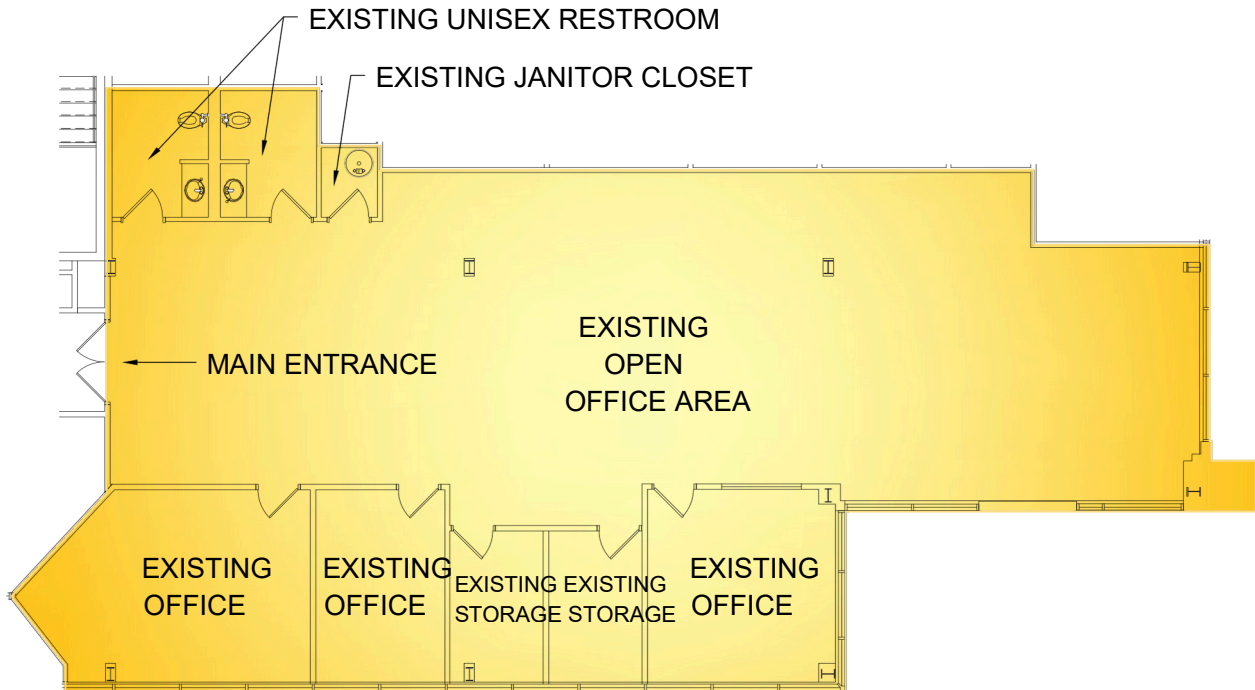 EXISTING UNISEX RESTROOM
EXISTING JANITOR CLOSET
MAIN ENTRANCE
EXISTING
OPEN
OFFICE AREA
EXISTING
OFFICE
EXISTING
OFFICE
EXISTING
STORAGE
EXISTING
STORAGE
EXISTING
OFFICE